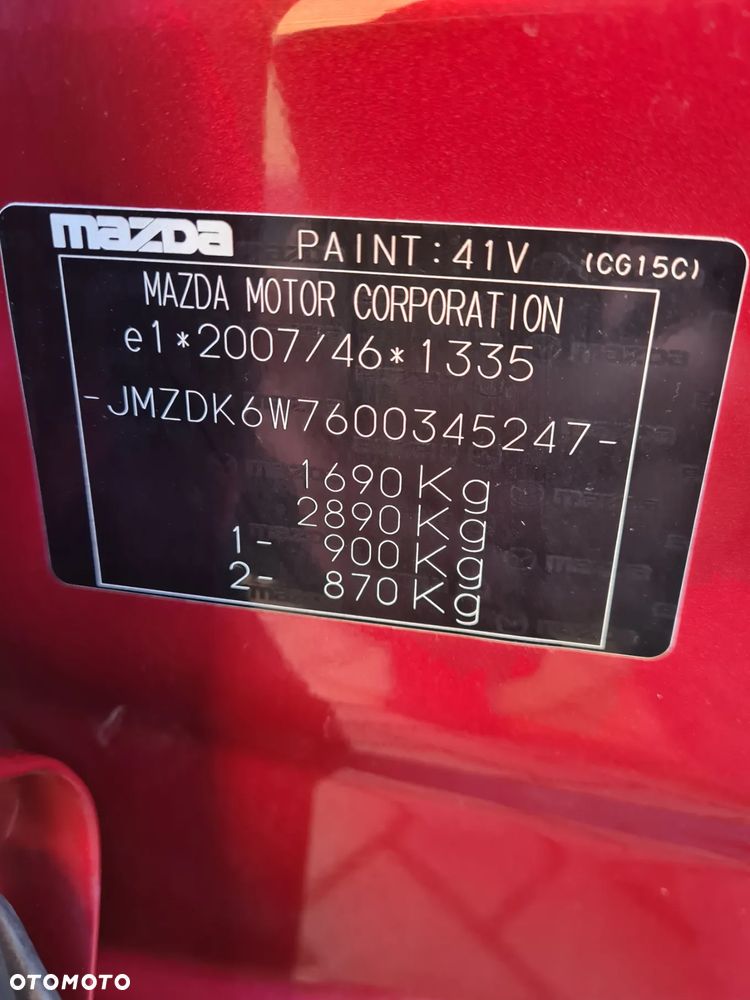 mazda PAINT:41V (CG15C)
MAZDA MOTOR CORPORATION
e1*2007/46*1335
-JMZDK6W7600345247-
1690Kg
2890Kg
1- 900Kg
2- 870Kg
OTOMOTO